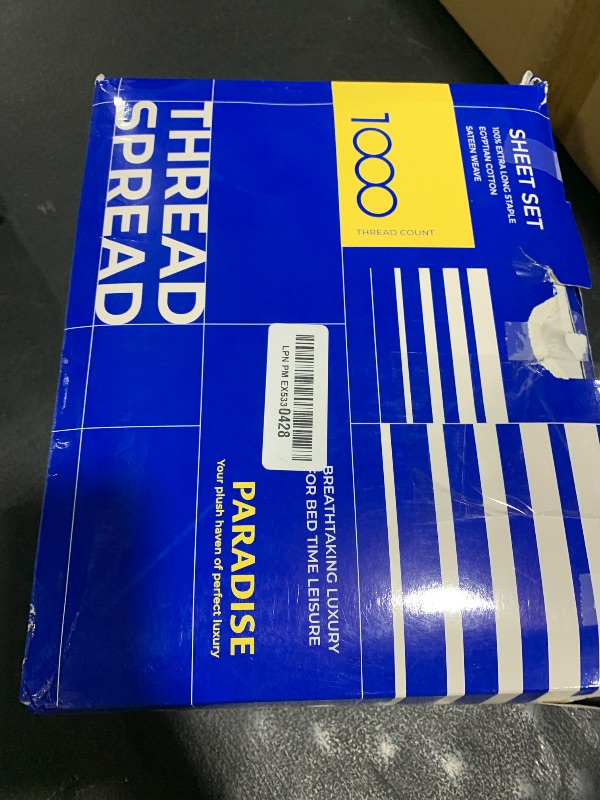 THREAD
SPREAD
1000
THREAD COUNT
SHEET SET
100% EXTRA LONG STAPLE
EGYPTIAN COTTON
SATEEN WEAVE
LPN PM EX5330428
BREATHTAKING LUXURY
FOR BED TIME LEISURE
PARADISE
Your plush haven of perfect luxury